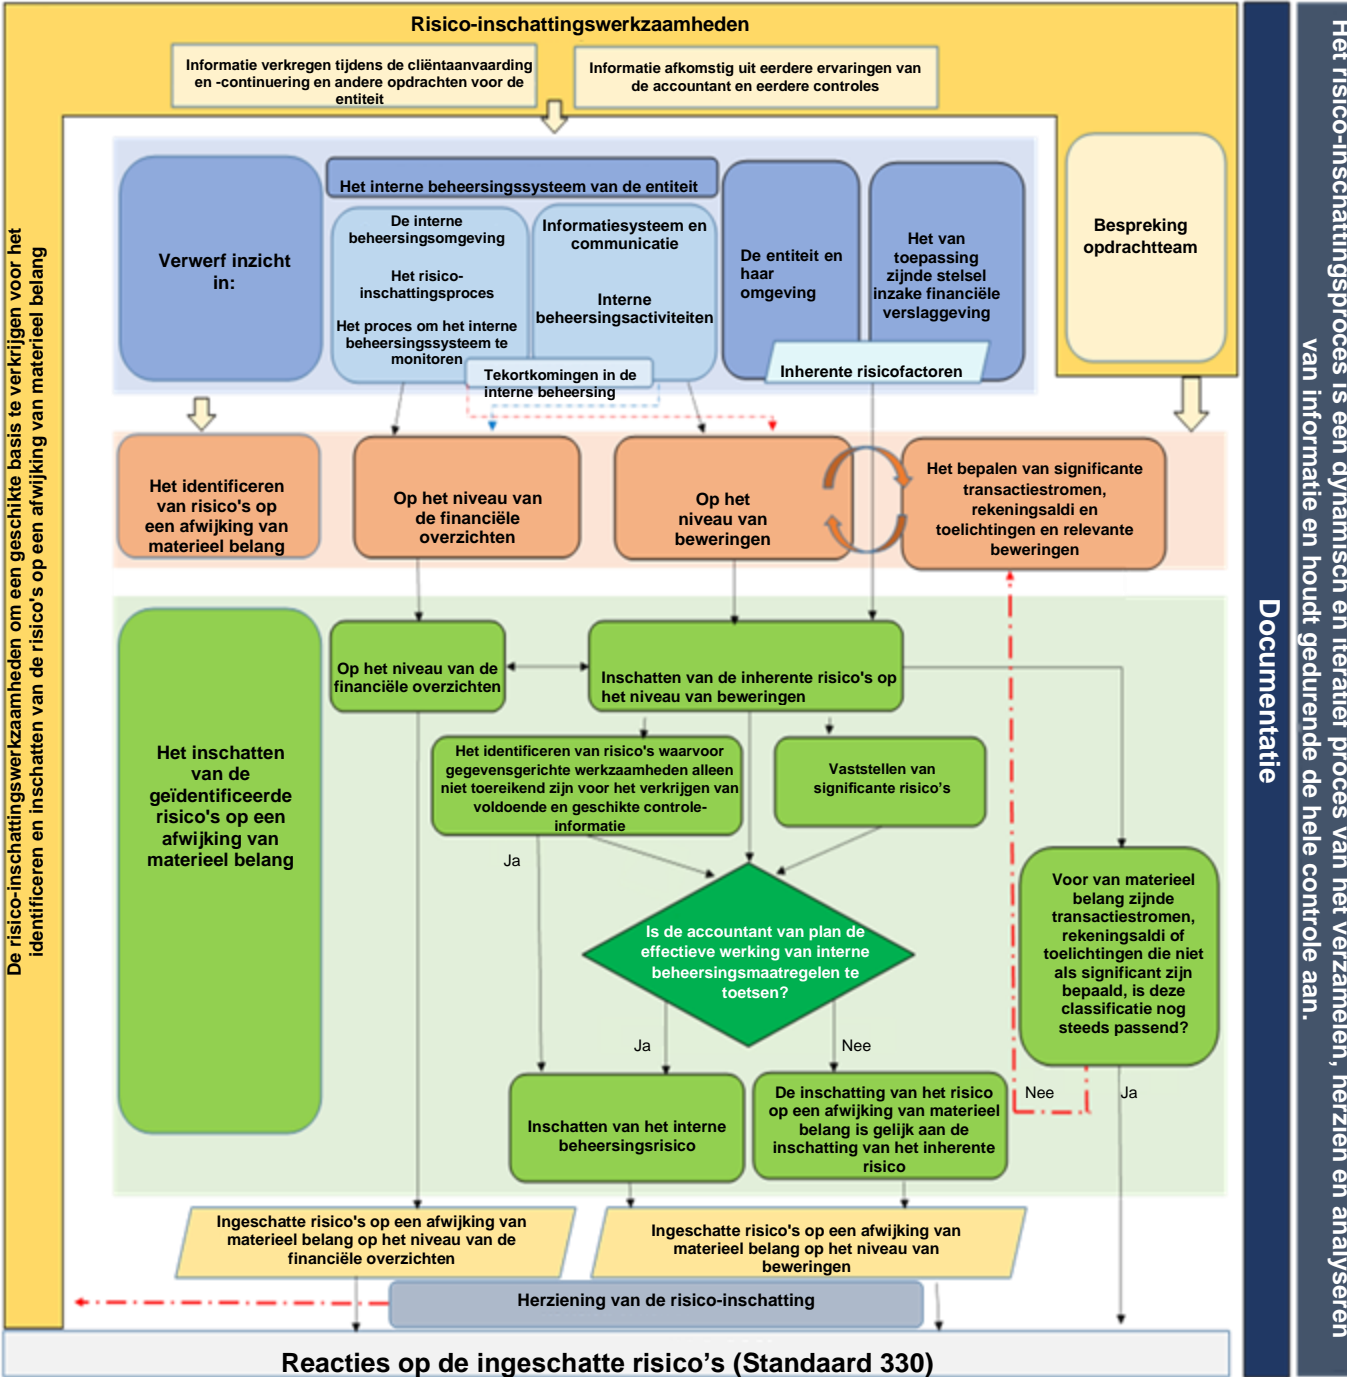 Risico-inschattingswerkzaamheden
Informatie verkregen tijdens de cliëntaanvaarding
en -continuering en andere opdrachten voor de
entiteit
Informatie afkomstig uit eerdere ervaringen van
de accountant en eerdere controles
De risico-inschattingswerkzaamheden om een geschikte basis te verkrijgen voor het
identificeren en inschatten van de risico's op een afwijking van materieel belang
Verwerf inzicht
in:
Het interne beheersingssysteem van de entiteit
De interne
beheersingsomgeving
Het risico-
inschattingsproces
Het proces om het interne
beheersingssysteem te
monitoren
Informatiesysteem en
communicatie
Interne
beheersingsactiviteiten
Tekortkomingen in de
interne beheersing
De entiteit en
haar
omgeving
Het van
toepassing
zijnde stelsel
inzake financiële
verslaggeving
Inherente risicofactoren
Bespreking
opdrachtteam
Het identificeren
van risico's op
een afwijking van
materieel belang
Op het niveau van
de financiële
overzichten
Op het
niveau van
beweringen
Het bepalen van significante
transactiestromen,
rekeningsaldi en
toelichtingen en relevante
beweringen
Het inschatten
van de
geïdentificeerde
risico's op een
afwijking van
materieel belang
Op het niveau van de
financiële overzichten
Inschatten van de inherente risico's op
het niveau van beweringen
Het identificeren van risico's waarvoor
gegevensgerichte werkzaamheden alleen
niet toereikend zijn voor het verkrijgen van
voldoende en geschikte controle-
informatie
Vaststellen van
significante risico's
Ja
Is de accountant van plan de
effectieve werking van interne
beheersingsmaatregelen te
toetsen?
Voor van materieel
belang zijnde
transactiestromen,
rekeningsaldi of
toelichtingen die niet
als significant zijn
bepaald, is deze
classificatie nog
steeds passend?
Ja
Nee
Nee
Ja
Inschatten van het interne
beheersingsrisico
De inschatting van het risico
op een afwijking van materieel
belang is gelijk aan de
inschatting van het inherente
risico
Ingeschatte risico's op een afwijking van
materieel belang op het niveau van de
financiële overzichten
Ingeschatte risico's op een afwijking van
materieel belang op het niveau van
beweringen
Herziening van de risico-inschatting
Reacties op de ingeschatte risico's (Standaard 330)
Documentatie
Het risico-inschattingsproces is een dynamisch en iteratief proces van het verzamelen, herzien en analyseren
van informatie en houdt gedurende de hele controle aan.